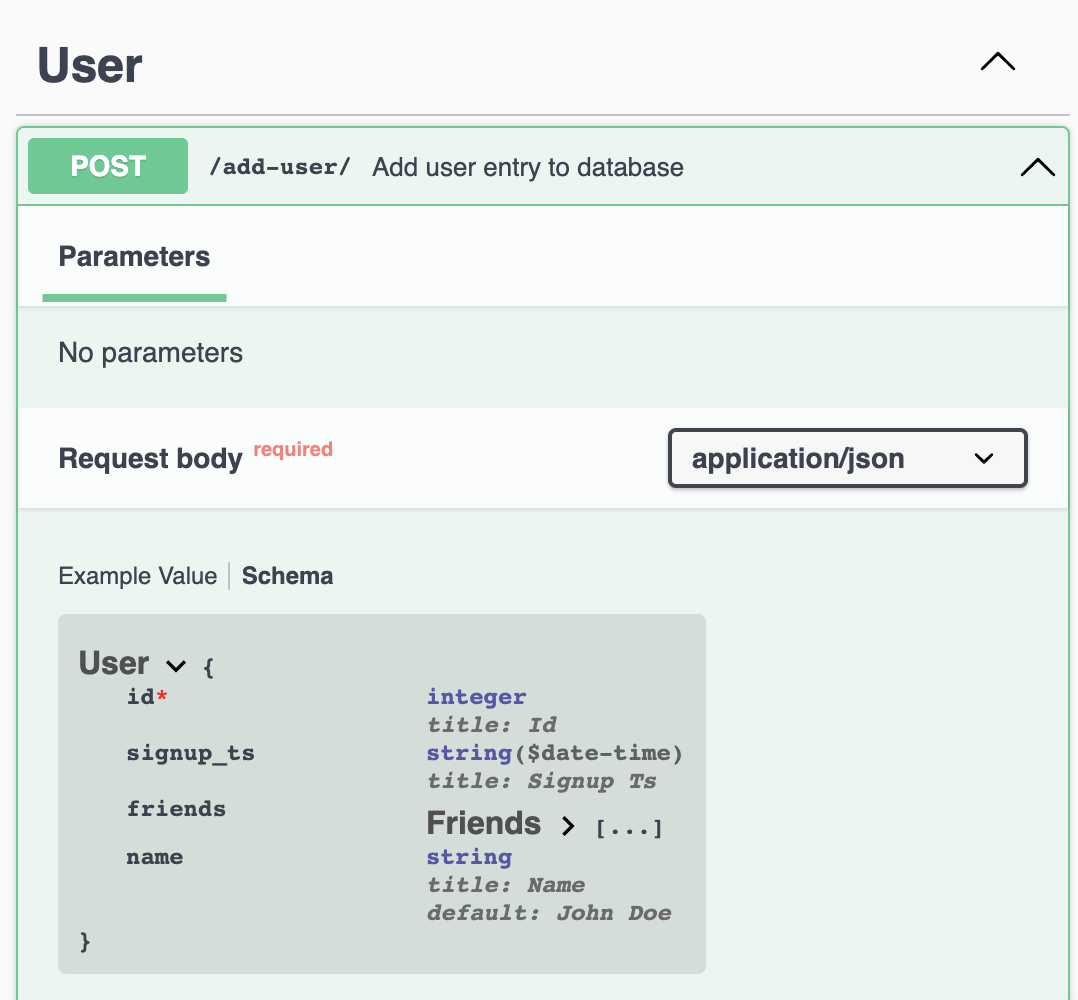 User
POST /add-user/ Add user entry to database
Parameters
No parameters
Request body required application/json
Example Value Schema
User {
id* integer
title: Id
signup_ts string($date-time)
title: Signup Ts
friends Friends [...]
name string
title: Name
default: John Doe
}